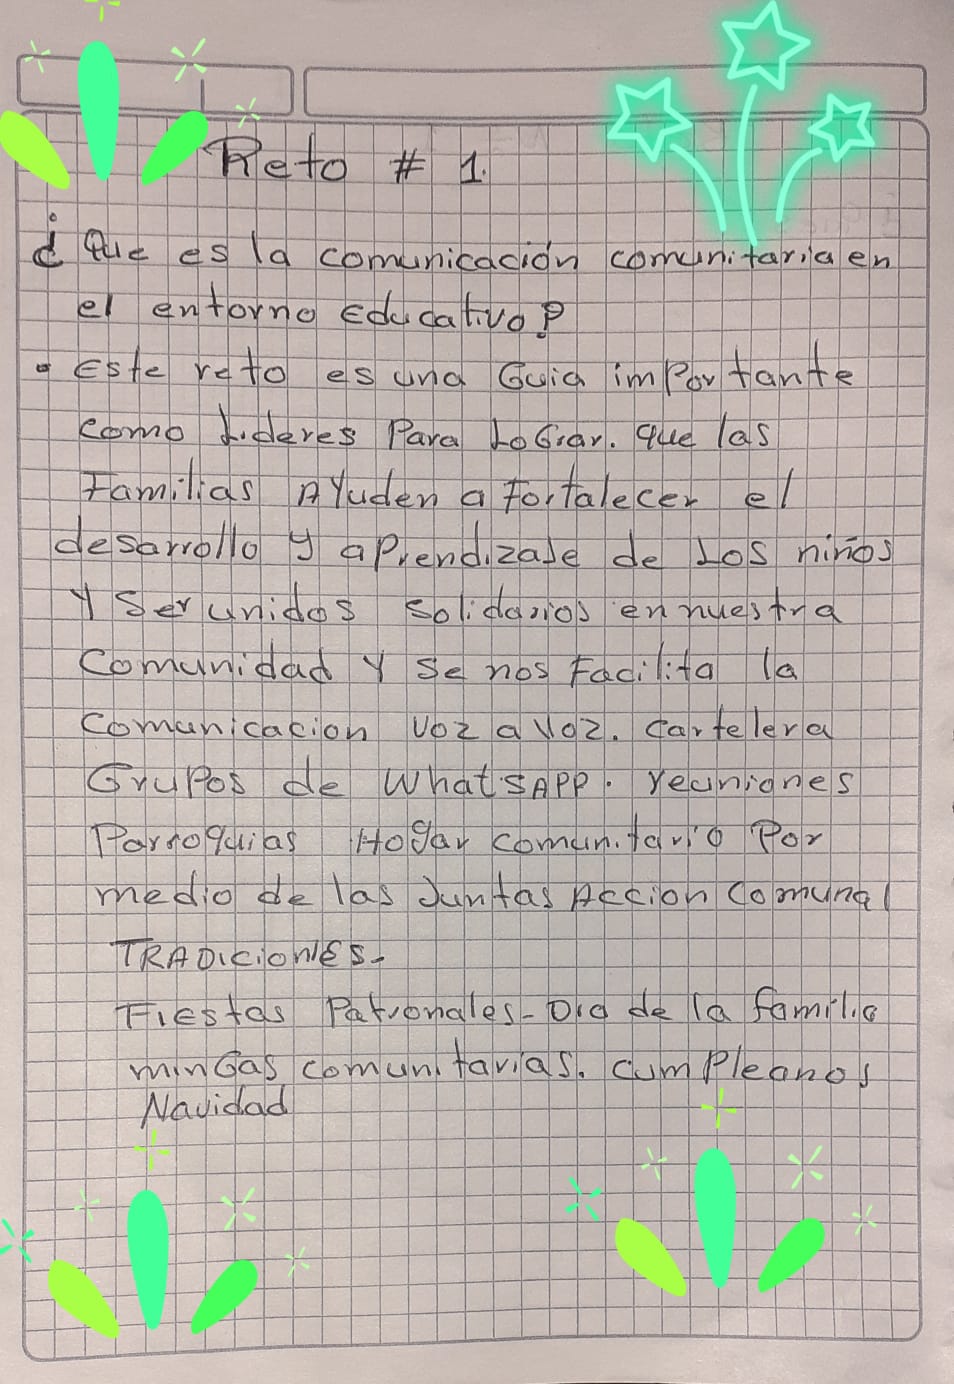 Reto # 1.
¿ Que es la comunicación comunitaria en
el entorno Educativo?
• Este reto es una Guia importante
como Lideres Para LoGrar. que las
Familias AYuden a fortalecer el
desarrollo y aprendizaje de Los niños
Y Ser unidos solidarios en nuestra
Comunidad Y se nos Facilita la
comunicacion voz a voz. cartelera
Grupos de WhatsAPP. reuniones
Parroquias Hogar comunitario Por
medio de las Juntas Accion Comunal
TRADICIONES-
Fiestas Patronales- Dia de la familia
minGas comunitarias. cumpleanos
Navidad